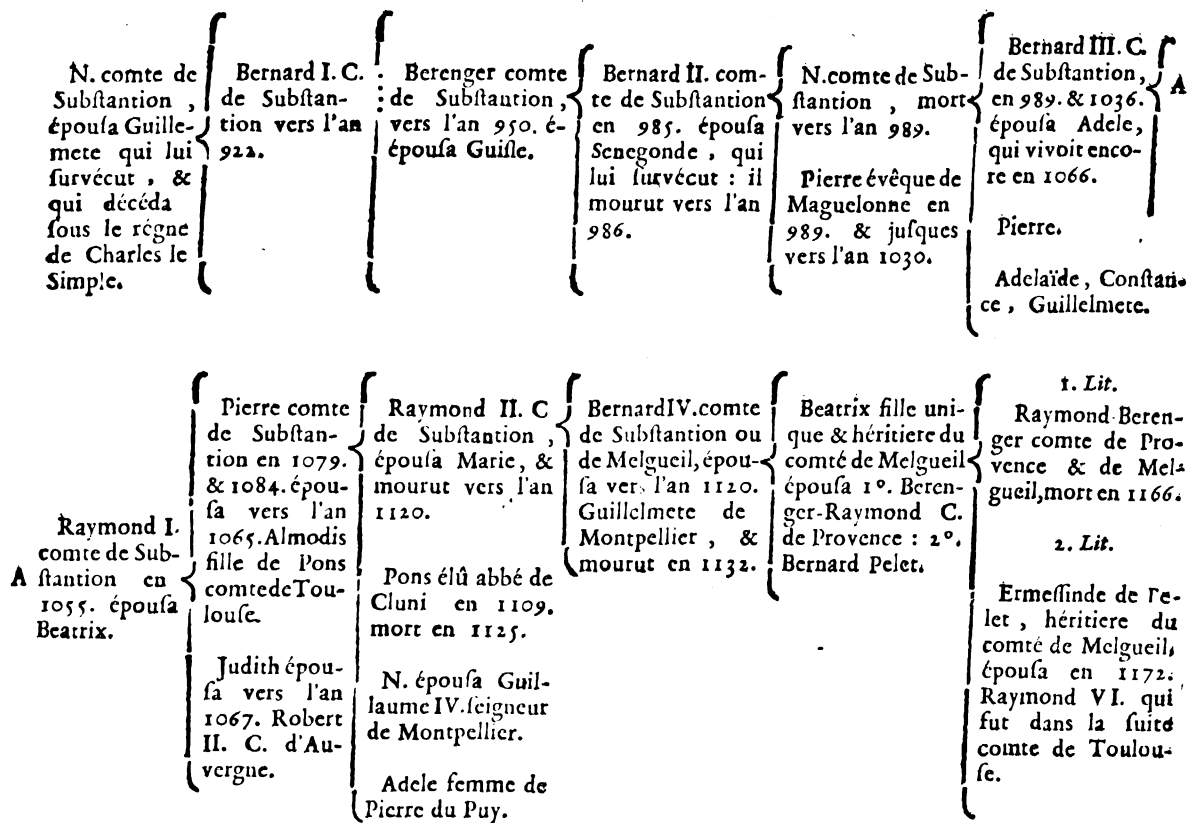 N. comte de
Subſtantion ,
épouſa Guille-
mete qui lui
ſurvécut , &
qui décéda
ſous le régne
de Charles le
Simple.
Bernard I. C.
de Subſtan-
tion vers l'an
922.
Berenger comte
de Subſtantion,
vers l'an 950. é-
épouſa Guiſle.
Bernard II. com-
te de Subſtantion
en 985. épouſa
Senegonde , qui
lui ſurvécut : il
mourut vers l'an
986.
N.comte de Sub-
ſtantion , mort
vers l'an 989.
Pierre évêque de
Maguelonne en
989. & juſques
vers l'an 1030.
Bernard III. C.
de Subſtantion,
en 989. & 1036.
épouſa Adele,
qui vivoit enco-
re en 1066.
Pierre.
Adelaïde , Conſtan-
ce , Guillelmete.
A
A
Raymond I.
comte de Sub-
ſtantion en
1055. épouſa
Beatrix.
Pierre comte
de Subſtan-
tion en 1079.
& 1084. épou-
ſa vers l'an
1065. Almodis
fille de Pons
comte de Tou-
louſe.
Judith épou-
ſa vers l'an
1067. Robert
II. C. d'Au-
vergne.
Raymond II. C
de Subſtantion ,
épouſa Marie, &
mourut vers l'an
1120.
Pons élû abbé de
Cluni en 1109.
mort en 1125.
N. épouſa Guil-
laume IV. ſeigneur
de Montpellier.
Adele femme de
Pierre du Puy.
Bernard IV. comte
de Subſtantion ou
de Melgueil, épou-
ſa vers l'an 1120.
Guillelmete de
Montpellier , &
mourut en 1132.
Beatrix fille uni-
que & héritiere du
comté de Melgueil
épouſa 1°. Beren-
ger-Raymond C.
de Provence : 2°.
Bernard Pelet.
1. Lit.
Raymond-Beren-
ger comte de Pro-
vence & de Mel-
gueil, mort en 1166.
2. Lit.
Ermeſſinde de Pe-
let , héritiere du
comté de Melgueil,
épouſa en 1172.
Raymond VI. qui
fut dans la ſuite
comte de Toulou-
ſe.